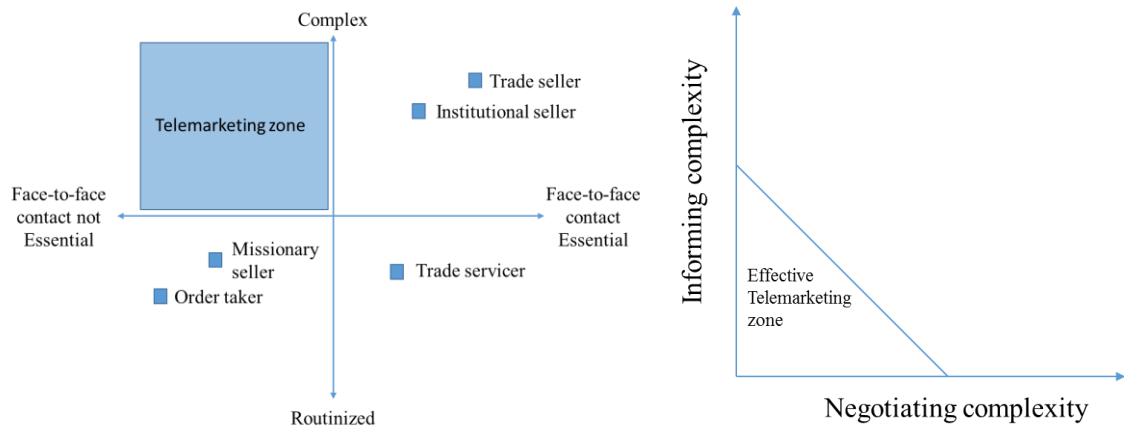 Complex
Trade seller
Institutional seller
Telemarketing zone
Face-to-face
contact not
Essential
Face-to-face
contact
Essential
Missionary
seller
Order taker
Trade servicer
Routinized
Informing complexity
Effective
Telemarketing
zone
Negotiating complexity